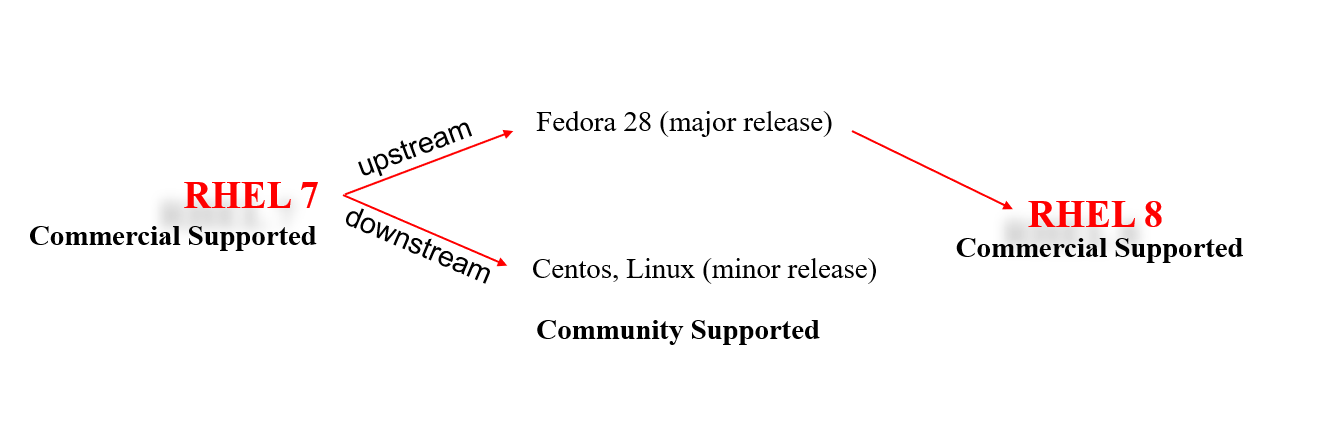 upstream
Fedora 28 (major release)
RHEL 7
Commercial Supported
downstream
Centos, Linux (minor release)
Community Supported
RHEL 8
Commercial Supported